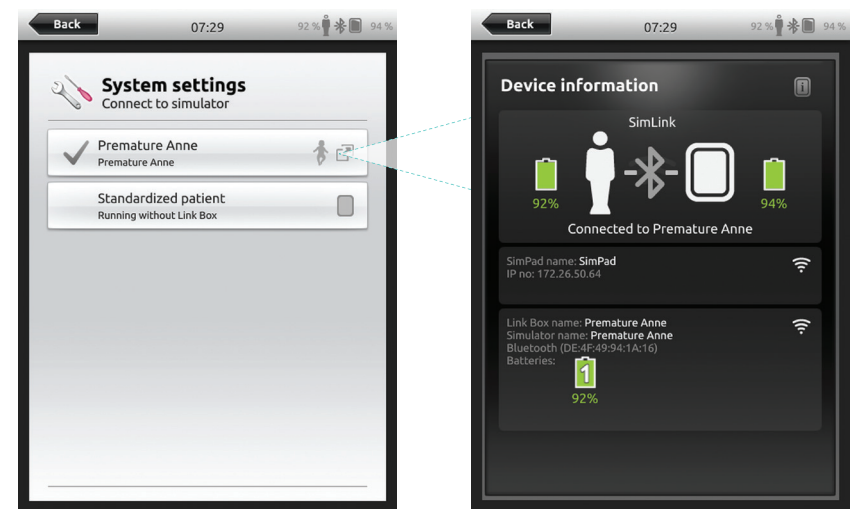 Back
07:29
92 %
94 %
System settings
Connect to simulator
Premature Anne
Premature Anne
Standardized patient
Running without Link Box
Back
07:29
92 %
94 %
Device information
SimLink
92%
94%
Connected to Premature Anne
SimPad name: SimPad
IP no: 172.26.50.64
Link Box name: Premature Anne
Simulator name: Premature Anne
Bluetooth (DE:4F:49:94:1A:16)
Batteries:
1
92%